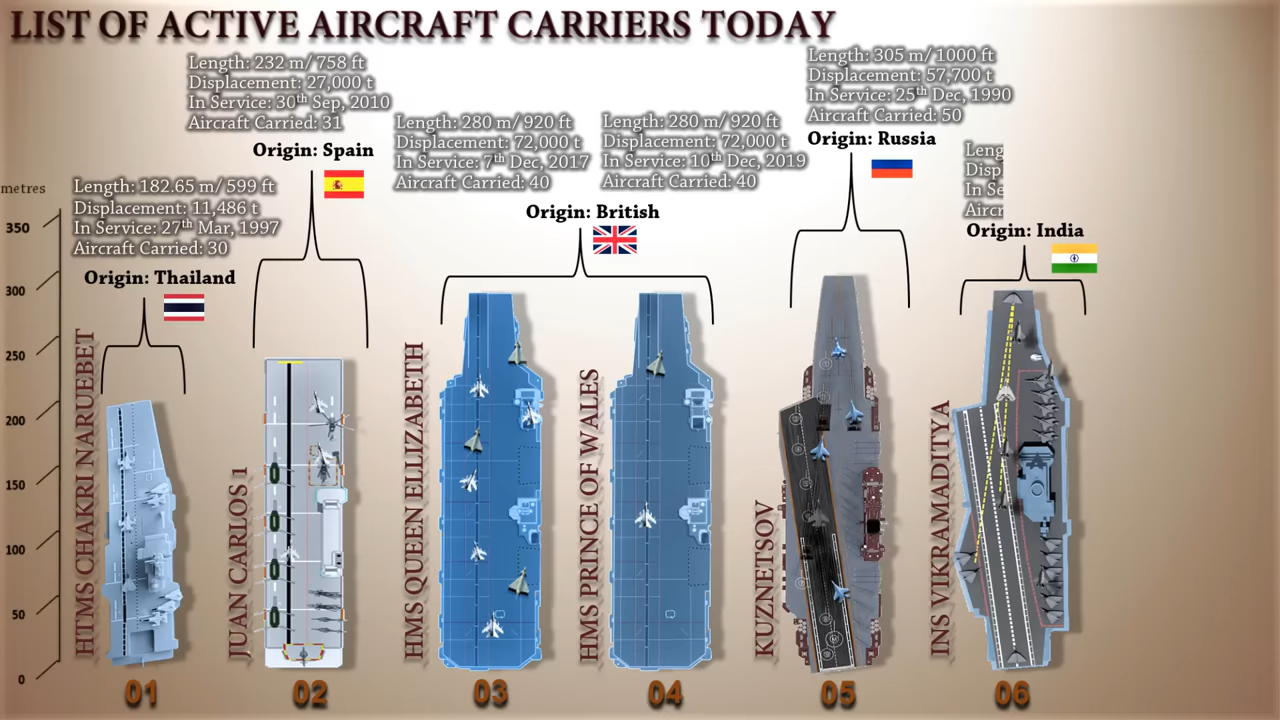 LIST OF ACTIVE AIRCRAFT CARRIERS TODAY
metres
350
300
250
200
150
100
50
0
Length: 182.65 m/ 599 ft
Displacement: 11,486 t
In Service: 27th Mar, 1997
Aircraft Carried: 30
Origin: Thailand
HTMS CHAKRI NARUEBET
01
Length: 232 m/ 758 ft
Displacement: 27,000 t
In Service: 30th Sep, 2010
Aircraft Carried: 31
Origin: Spain
JUAN CARLOS 1
02
Length: 280 m/ 920 ft
Displacement: 72,000 t
In Service: 7th Dec, 2017
Aircraft Carried: 40
Length: 280 m/ 920 ft
Displacement: 72,000 t
In Service: 10th Dec, 2019
Aircraft Carried: 40
Origin: British
HMS QUEEN ELLIZABETH
03
HMS PRINCE OF WALES
04
Length: 305 m/ 1000 ft
Displacement: 57,700 t
In Service: 25th Dec, 1990
Aircraft Carried: 50
Origin: Russia
KUZNETSOV
05
Leng
Disp
In Se
Aircr
Origin: India
INS VIKRAMADITYA
06